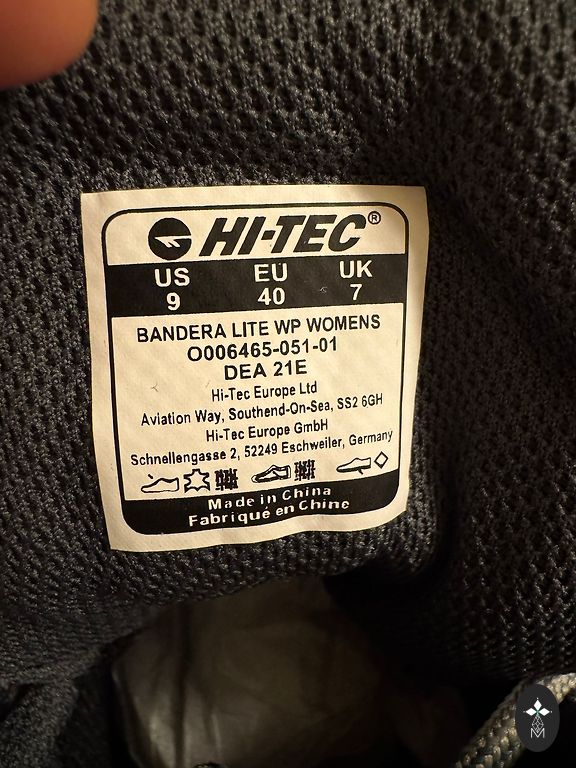 HI-TEC®
US EU UK
9 40 7
BANDERA LITE WP WOMENS
O006465-051-01
DEA 21E
Hi-Tec Europe Ltd
Aviation Way, Southend-On-Sea, SS2 6GH
Hi-Tec Europe GmbH
Schnellengasse 2, 52249 Eschweiler, Germany
Made in China
Fabriqué en Chine
M